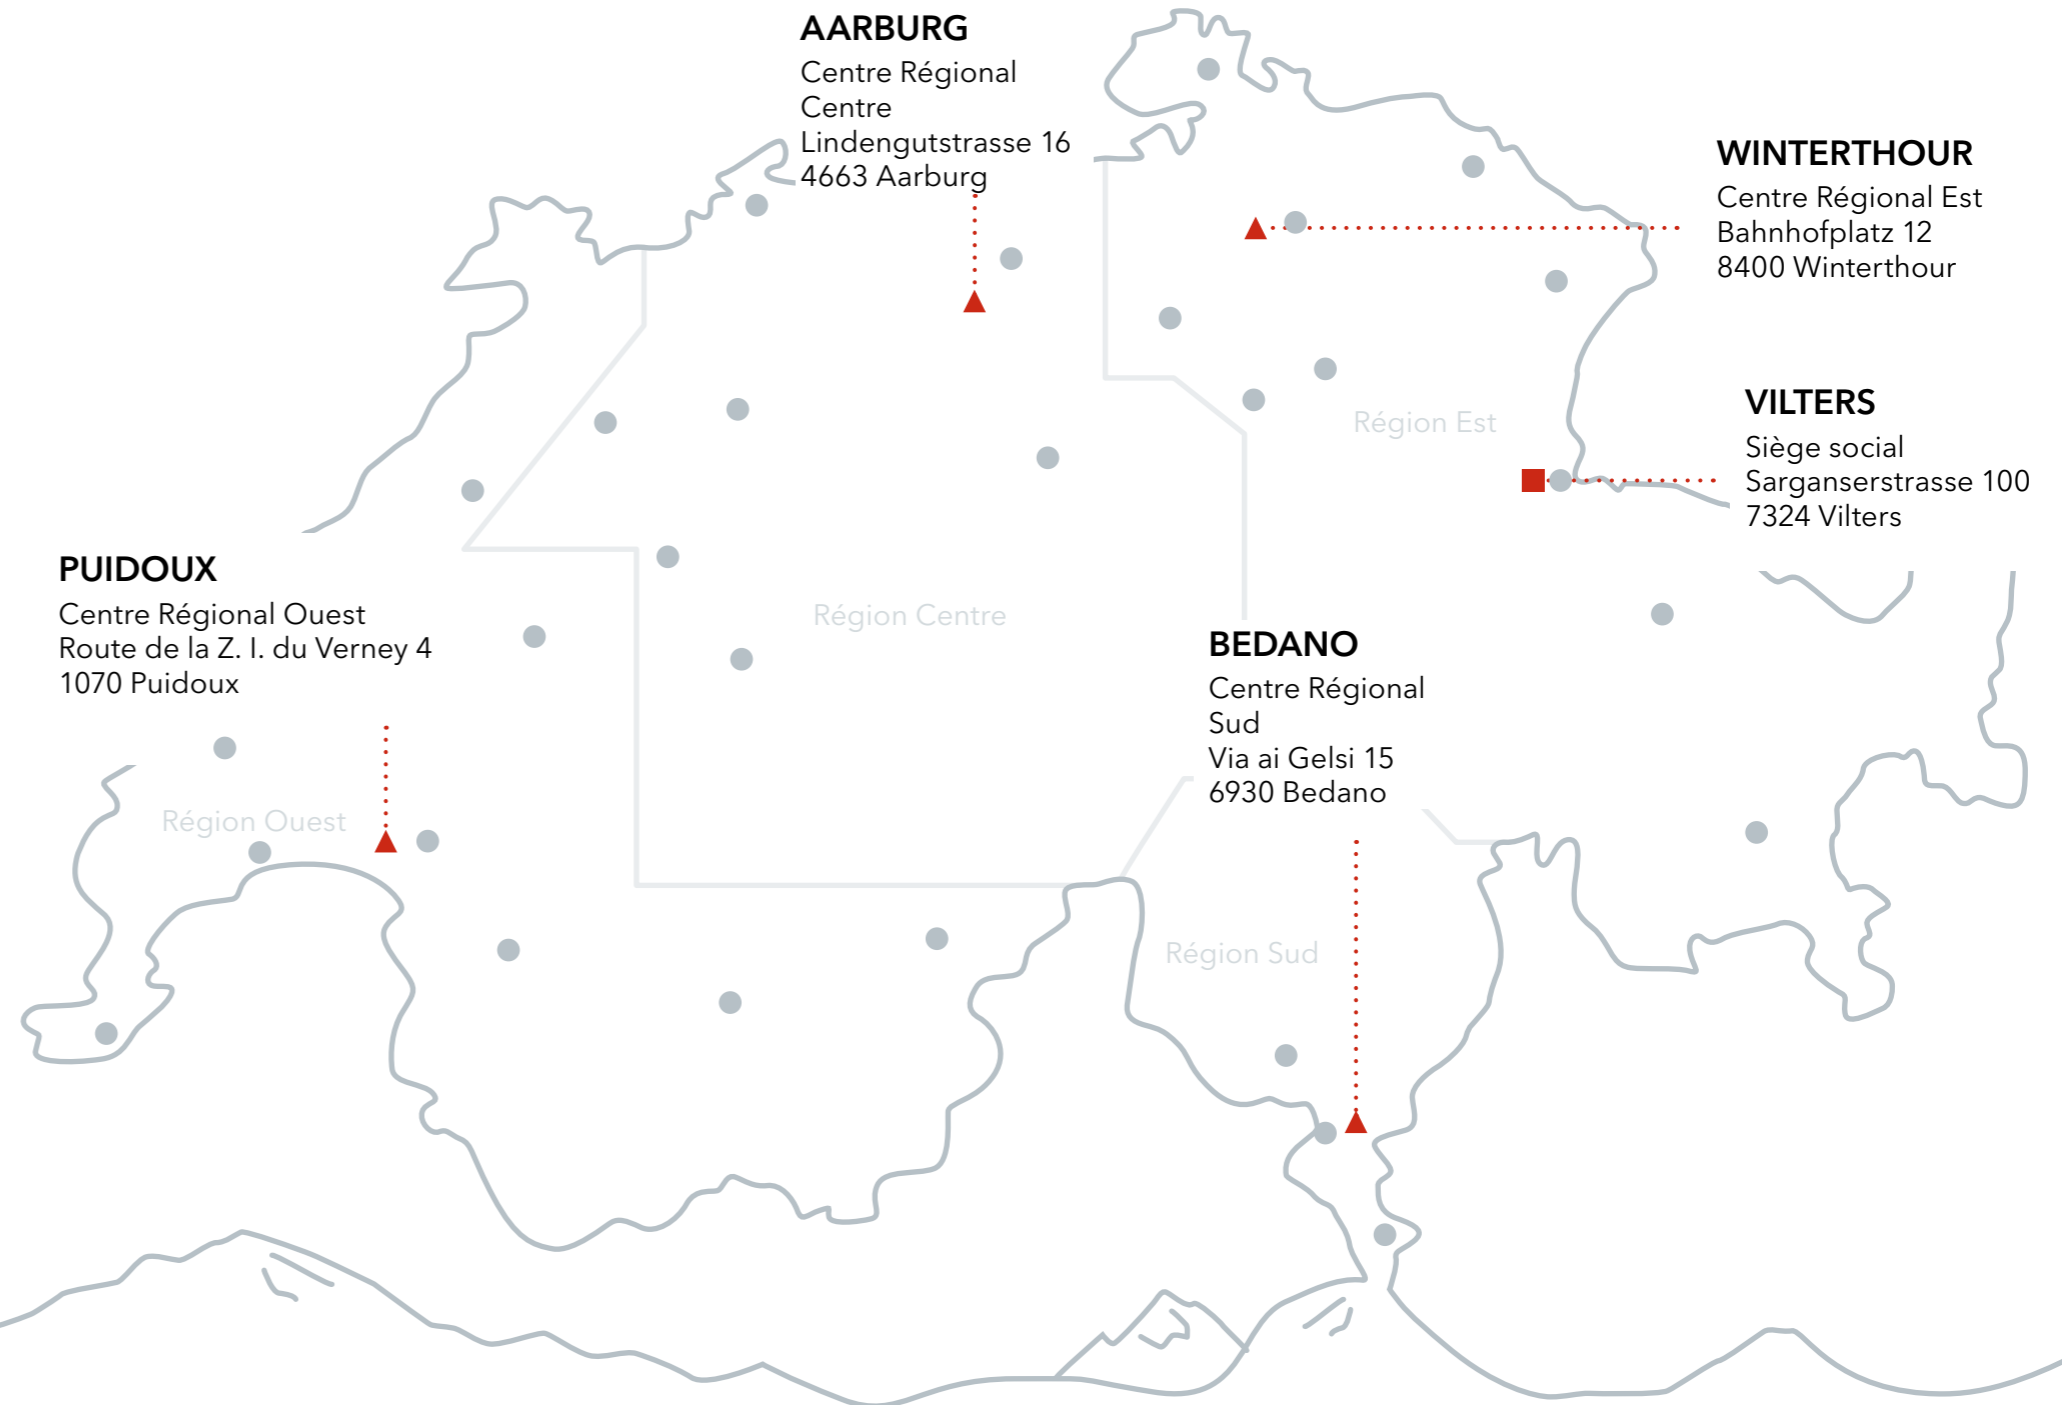 AARBURG
Centre Régional
Centre
Lindengutstrasse 16
4663 Aarburg
WINTERTHOUR
Centre Régional Est
Bahnhofplatz 12
8400 Winterthour
VILTERS
Siège social
Sarganserstrasse 100
7324 Vilters
Région Est
PUIDOUX
Centre Régional Ouest
Route de la Z. I. du Verney 4
1070 Puidoux
Région Centre
BEDANO
Centre Régional
Sud
Via ai Gelsi 15
6930 Bedano
Région Ouest
Région Sud